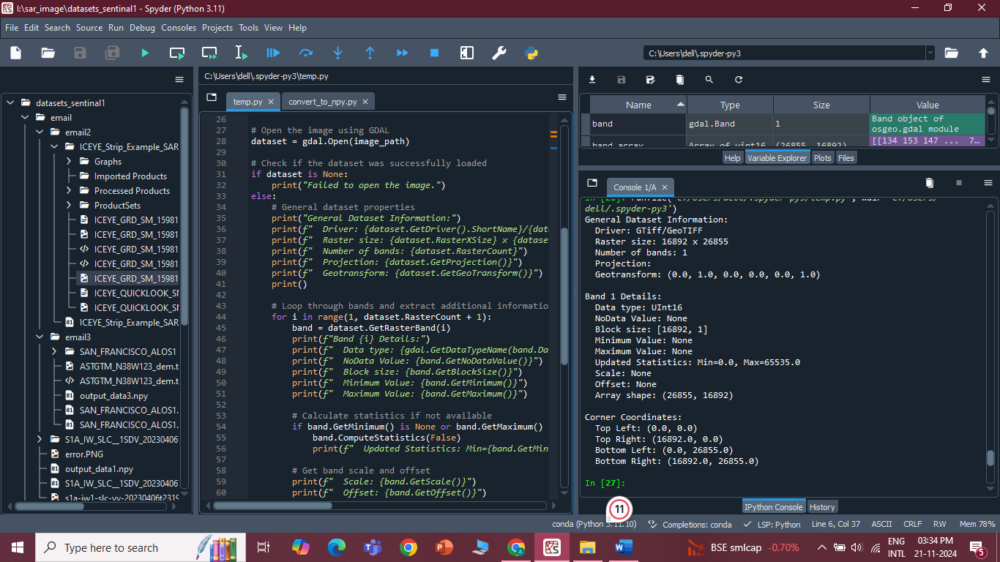 I:\sar_image\datasets_sentinal1 - Spyder (Python 3.11)
File Edit Search Source Run Debug Consoles Projects Tools View Help
C:\Users\dell\.spyder-py3
datasets_sentinal1
email
email2
ICEYE_Strip_Example_SAR
Graphs
Imported Products
Processed Products
ProductSets
ICEYE_GRD_SM_15981
ICEYE_GRD_SM_15981
ICEYE_GRD_SM_15981
ICEYE_GRD_SM_15981
ICEYE_GRD_SM_15981
ICEYE_QUICKLOOK_SM
ICEYE_QUICKLOOK_SM
ICEYE_Strip_Example_SAR
email3
SAN_FRANCISCO_ALOS1
ASTGTM_N38W123_dem.t
ASTGTM_N38W123_dem.t
output_data3.npy
SAN_FRANCISCO_ALOS1.
SAN_FRANCISCO_ALOS1.
S1A_IW_SLC__1SDV_20230406
error.PNG
output_data1.npy
S1A_IW_SLC__1SDV_20230406
s1a-iw1-slc-vv-20230406t2319
C:\Users\dell\.spyder-py3\temp.py
temp.py convert_to_npy.py
26
27 # Open the image using GDAL
28 dataset = gdal.Open(image_path)
29
30 # Check if the dataset was successfully loaded
31 if dataset is None:
32 print("Failed to open the image.")
33 else:
34 # General dataset properties
35 print("General Dataset Information:")
36 print(f" Driver: {dataset.GetDriver().ShortName}/{dat
37 print(f" Raster size: {dataset.RasterXSize} x {datase
38 print(f" Number of bands: {dataset.RasterCount}")
39 print(f" Projection: {dataset.GetProjection()}")
40 print(f" Geotransform: {dataset.GetGeoTransform()}")
41 print()
42
43 # Loop through bands and extract additional informatio
44 for i in range(1, dataset.RasterCount + 1):
45 band = dataset.GetRasterBand(i)
46 print(f"Band {i} Details:")
47 print(f" Data type: {gdal.GetDataTypeName(band.Da
48 print(f" NoData Value: {band.GetNoDataValue()}")
49 print(f" Block size: {band.GetBlockSize()}")
50 print(f" Minimum Value: {band.GetMinimum()}")
51 print(f" Maximum Value: {band.GetMaximum()}")
52
53 # Calculate statistics if not available
54 if band.GetMinimum() is None or band.GetMaximum()
55 band.ComputeStatistics(False)
56 print(f" Updated Statistics: Min={band.GetMin
57
58 # Get band scale and offset
59 print(f" Scale: {band.GetScale()}")
60 print(f" Offset: {band.GetOffset()}")
Name Type Size Value
band gdal.Band 1 Band object of osgeo.gdal module
band_array Array of uint16 (26855, 16892) [[134 153 147 ... 7…
Help Variable Explorer Plots Files
Console 1/A
In [26]: runfile('C:/Users/dell/.spyder-py3/temp.py', wdir='C:/Users/
dell/.spyder-py3')
General Dataset Information:
Driver: GTiff/GeoTIFF
Raster size: 16892 x 26855
Number of bands: 1
Projection:
Geotransform: (0.0, 1.0, 0.0, 0.0, 0.0, 1.0)
Band 1 Details:
Data type: UInt16
NoData Value: None
Block size: [16892, 1]
Minimum Value: None
Maximum Value: None
Updated Statistics: Min=0.0, Max=65535.0
Scale: None
Offset: None
Array shape: (26855, 16892)
Corner Coordinates:
Top Left: (0.0, 0.0)
Top Right: (16892.0, 0.0)
Bottom Left: (0.0, 26855.0)
Bottom Right: (16892.0, 26855.0)
In [27]:
IPython Console History
11
conda (Python 3.11.10) Completions: conda LSP: Python Line 6, Col 37 ASCII CRLF RW Mem 78%
Type here to search
BSE smlcap -0.70%
ENG
INTL
03:34 PM
21-11-2024
5